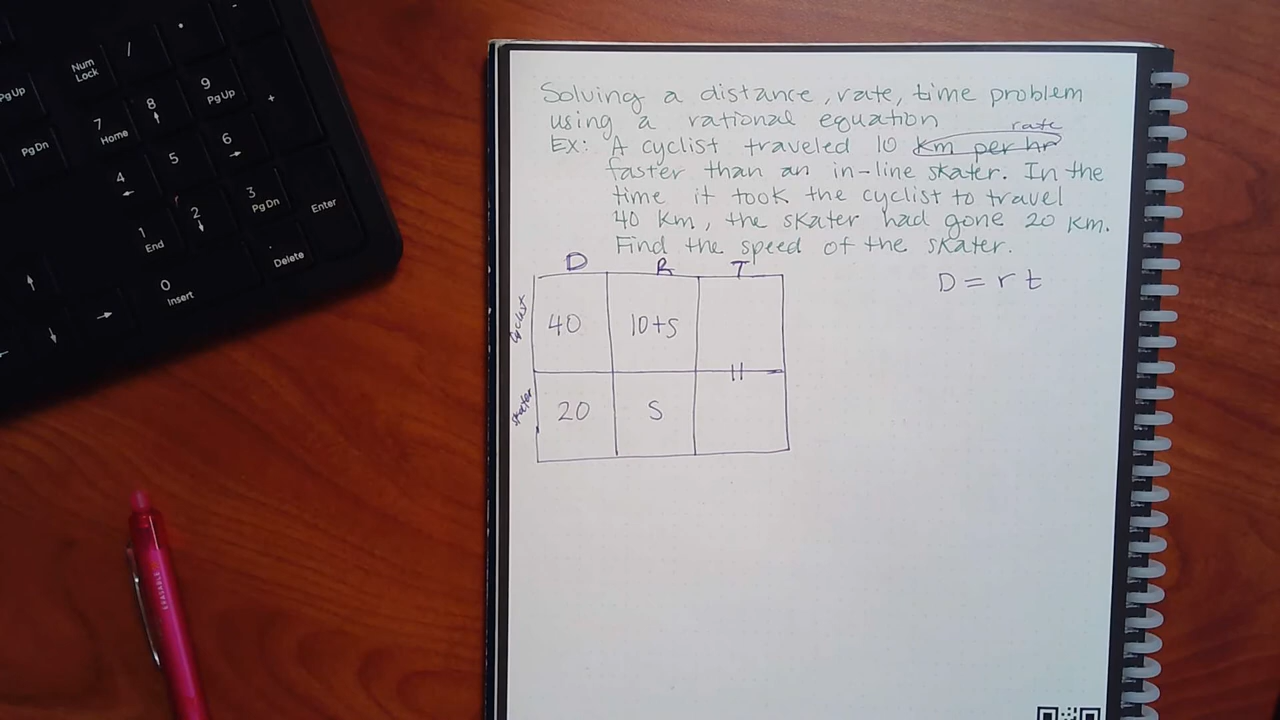 Solving a distance, rate, time problem
using a rational equation
rate
Ex: A cyclist traveled 10 km per hr
faster than an in-line skater. In the
time it took the cyclist to travel
40 km, the skater had gone 20 km.
Find the speed of the skater.
D R T
D = r t
cyclist 40 10+s
=
skater 20 s
Num Lock / * -
7 Home 8 9 PgUp +
4 5 6
1 End 2 3 PgDn Enter
0 Insert . Delete
PgUp
PgDn
ERASABLE